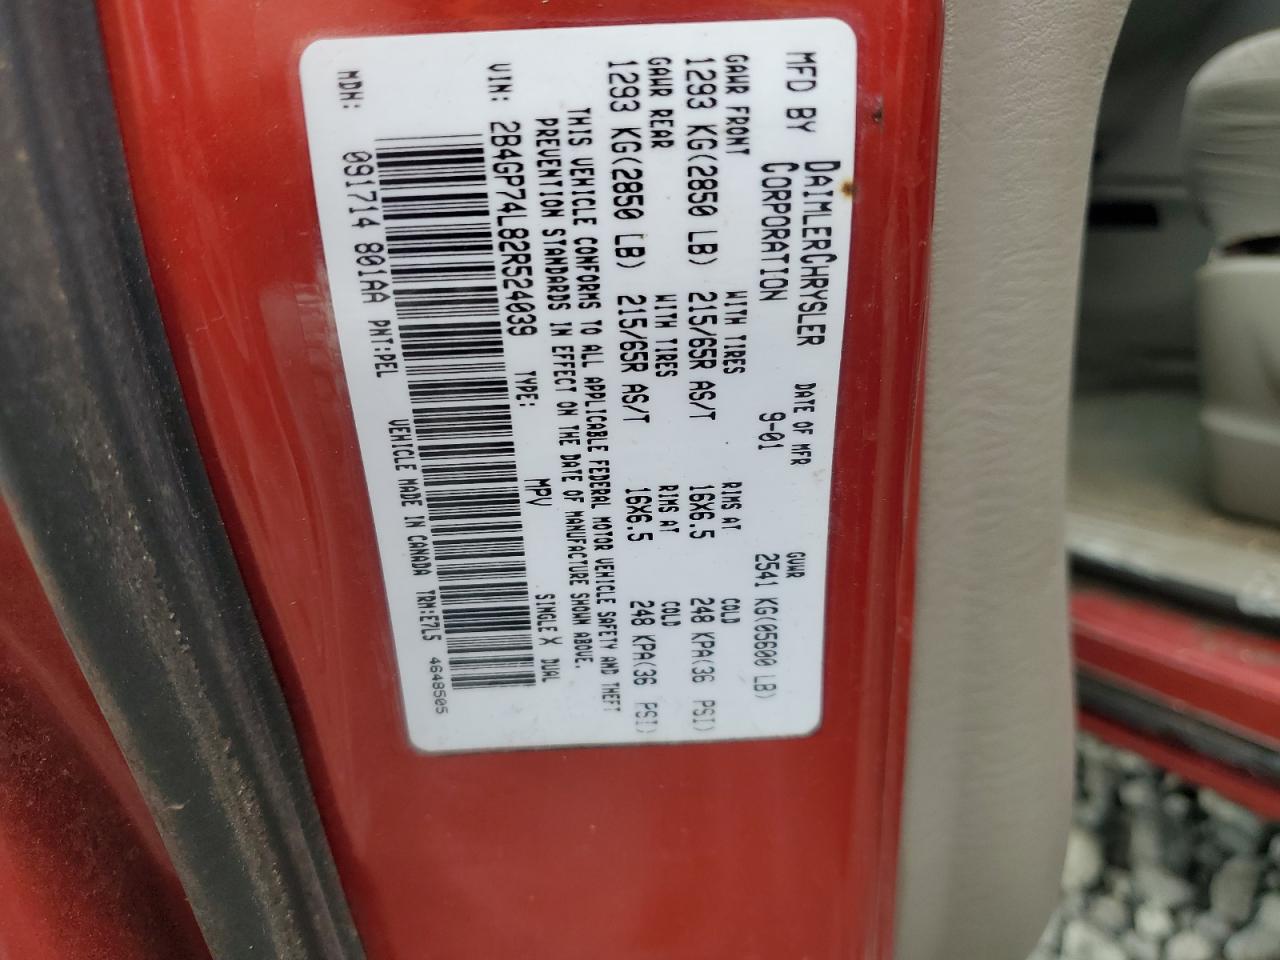 MFD BY DAIMLERCHRYSLER CORPORATION DATE OF MFR 9-01 GVWR 2541 KG(05600 LB)
GAWR FRONT WITH TIRES RIMS AT COLD
1293 KG(2850 LB) 215/65R AS/T 16X6.5 248 KPA(36 PSI)
GAWR REAR WITH TIRES RIMS AT COLD
1293 KG(2850 LB) 215/65R AS/T 16X6.5 248 KPA(36 PSI)
THIS VEHICLE CONFORMS TO ALL APPLICABLE FEDERAL MOTOR VEHICLE SAFETY AND THEFT
PREVENTION STANDARDS IN EFFECT ON THE DATE OF MANUFACTURE SHOWN ABOVE.
VIN: 2B4GP74L82R524039 TYPE: MPV SINGLE X DUAL
MDH: 091714 801AA PNT:PEL VEHICLE MADE IN CANADA TRM:E7L5 4648505